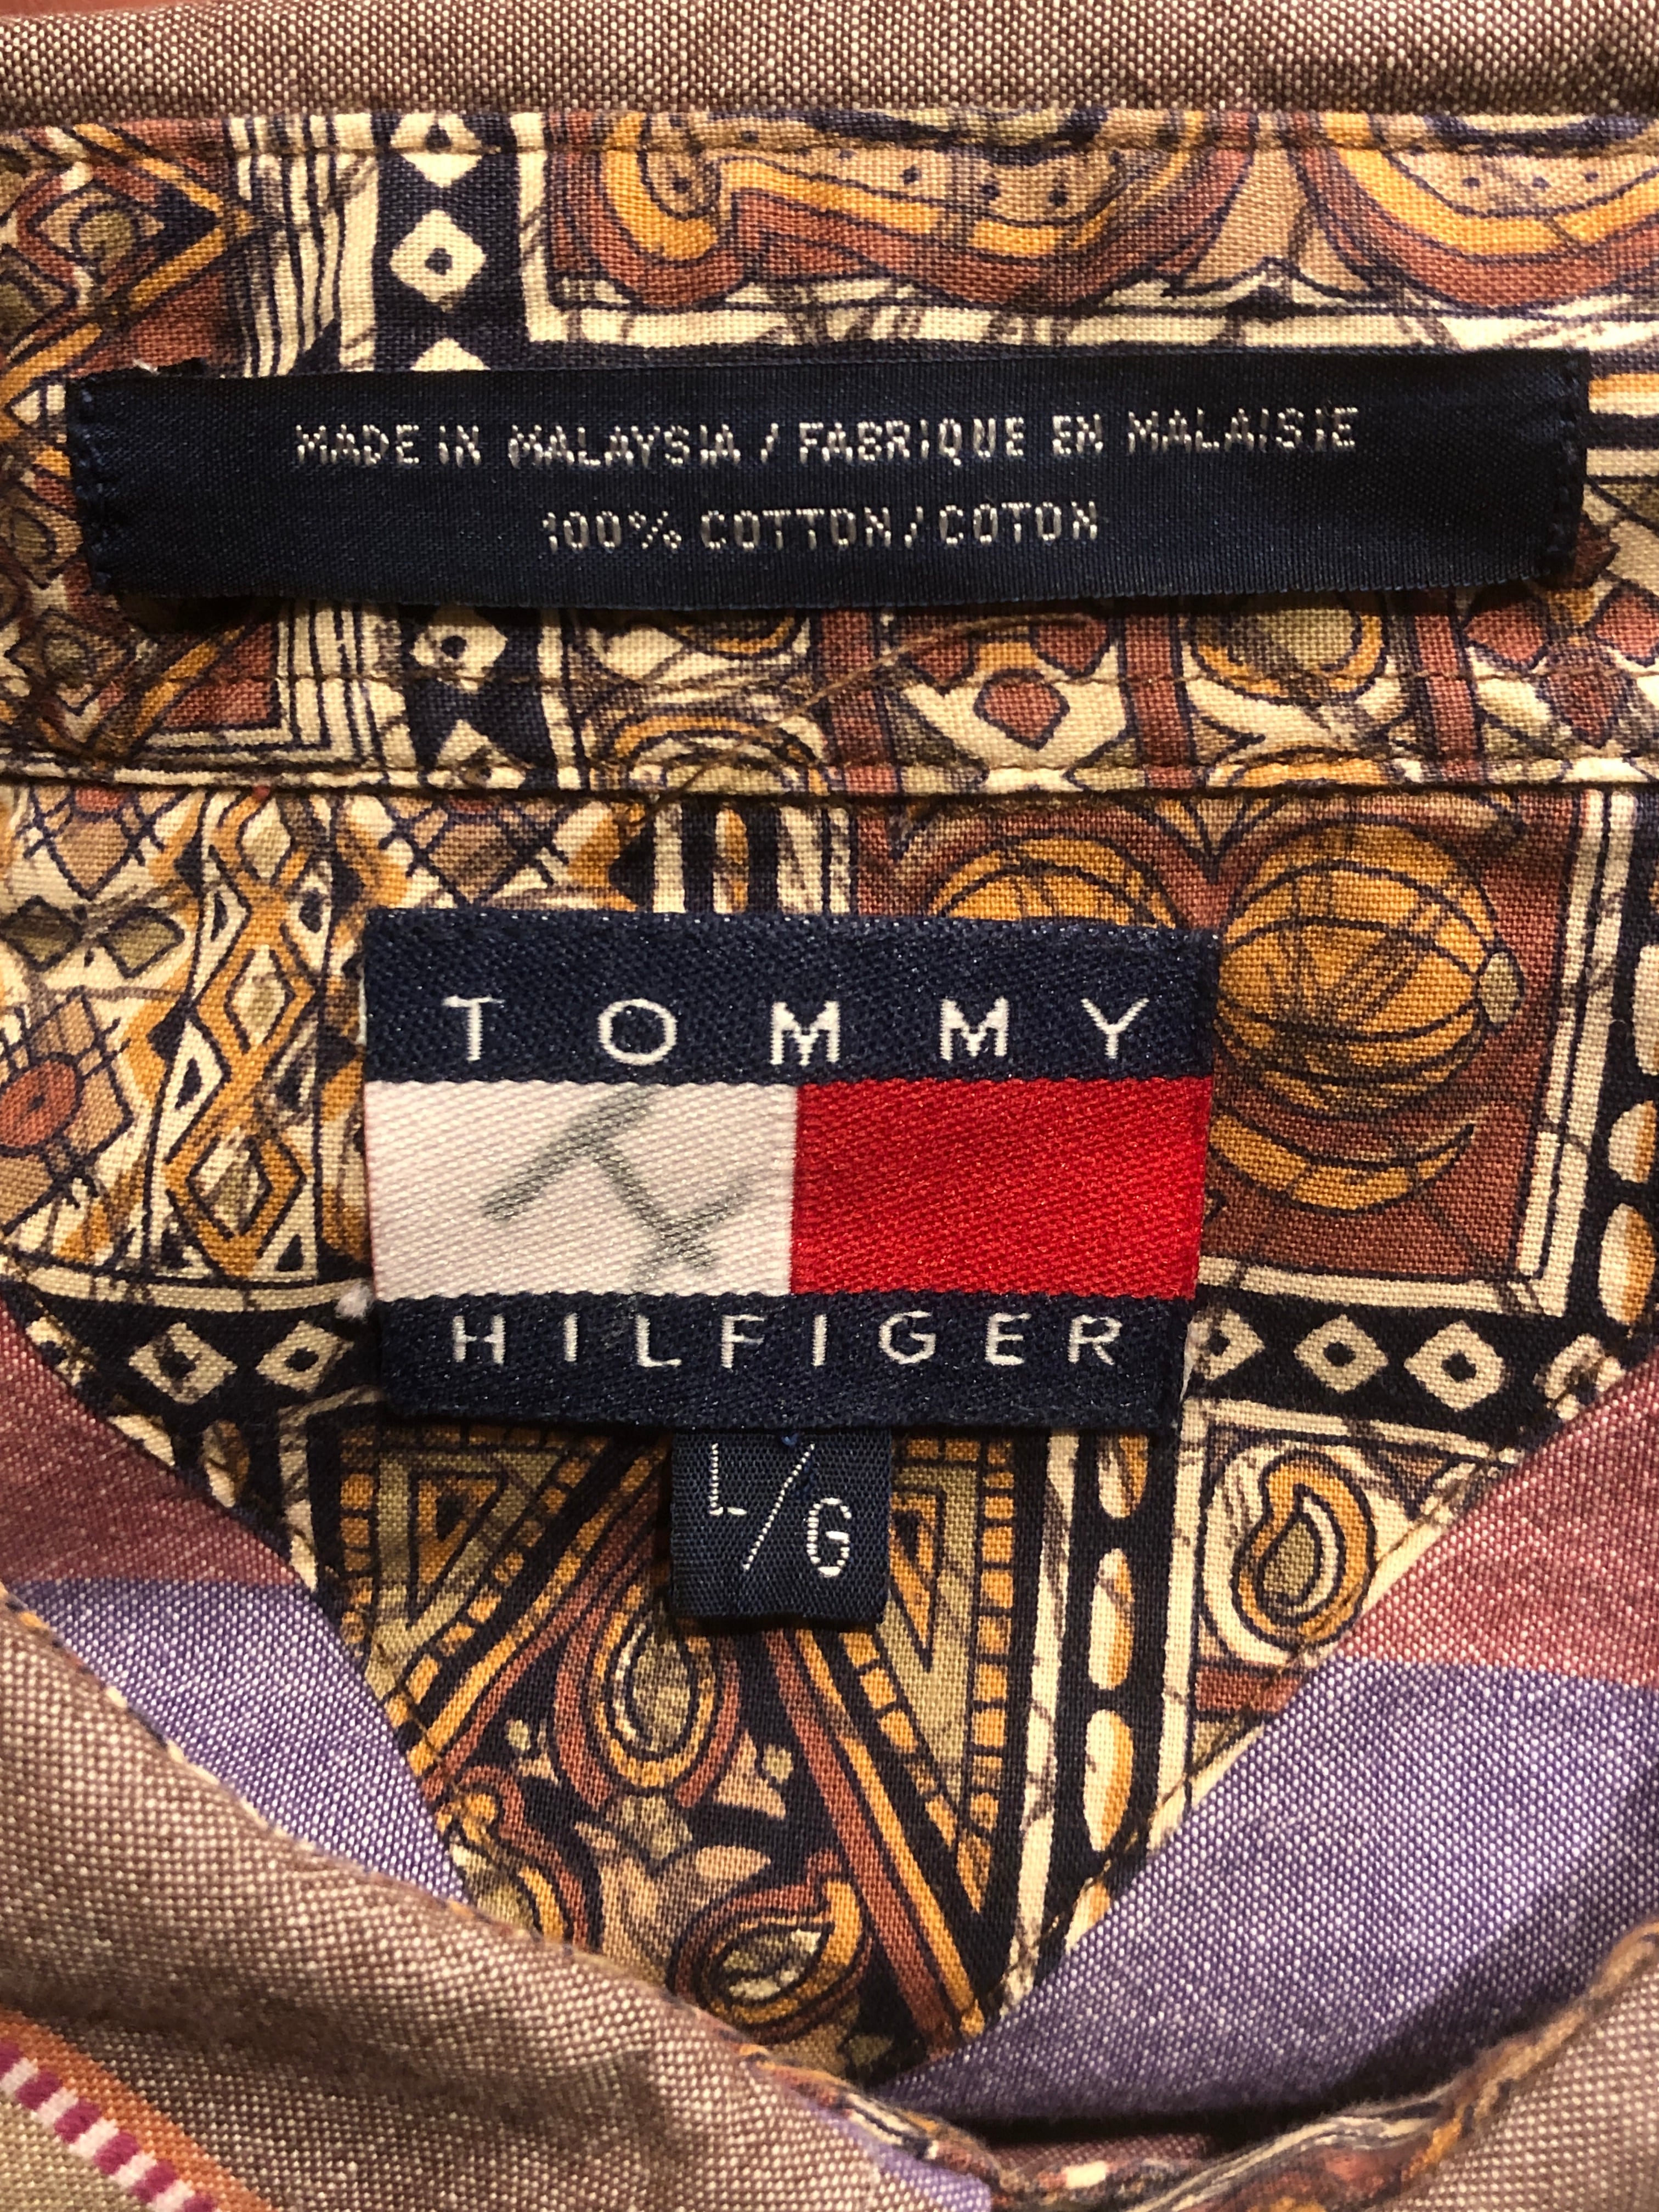 MADE IN MALAYSIA / FABRIQUE EN MALAISIE
100% COTTON / COTON
TOMMY
HILFIGER
L/G